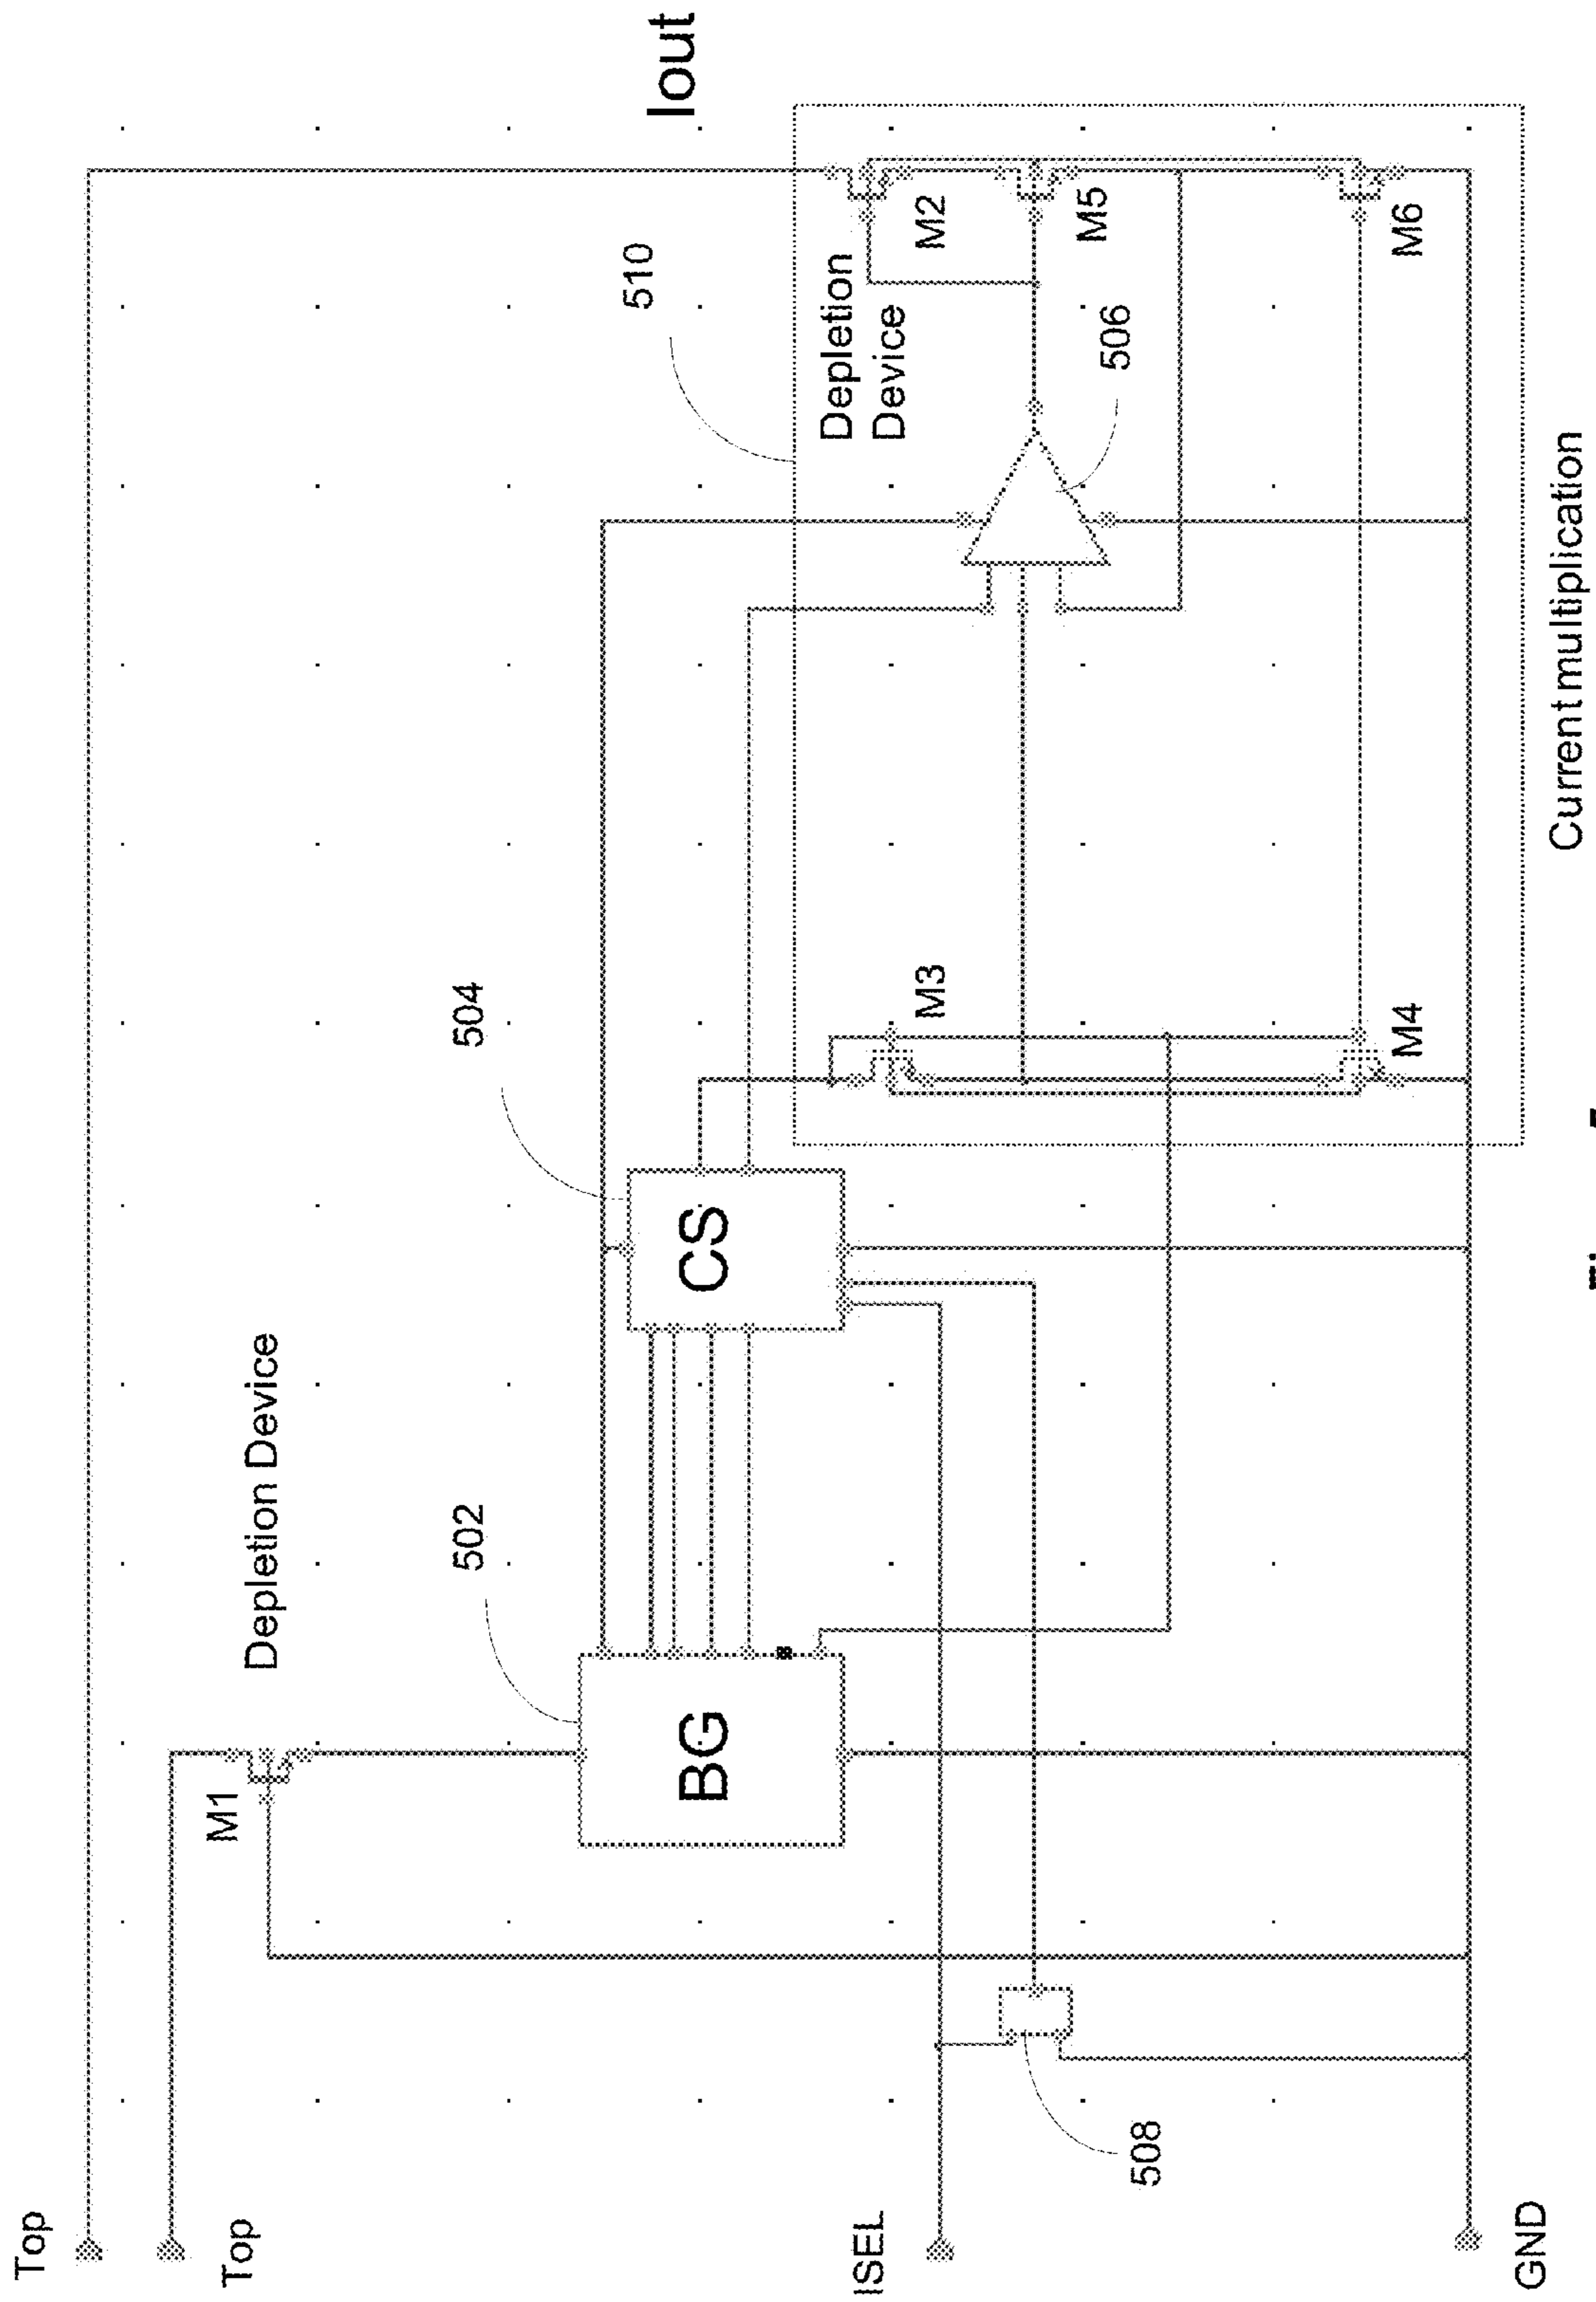 Top
Top
M1
Depletion Device
502
BG
504
CS
510
Iout
Depletion
Device
M2
M3
506
M5
M4
M6
ISEL
508
GND
Current multiplication